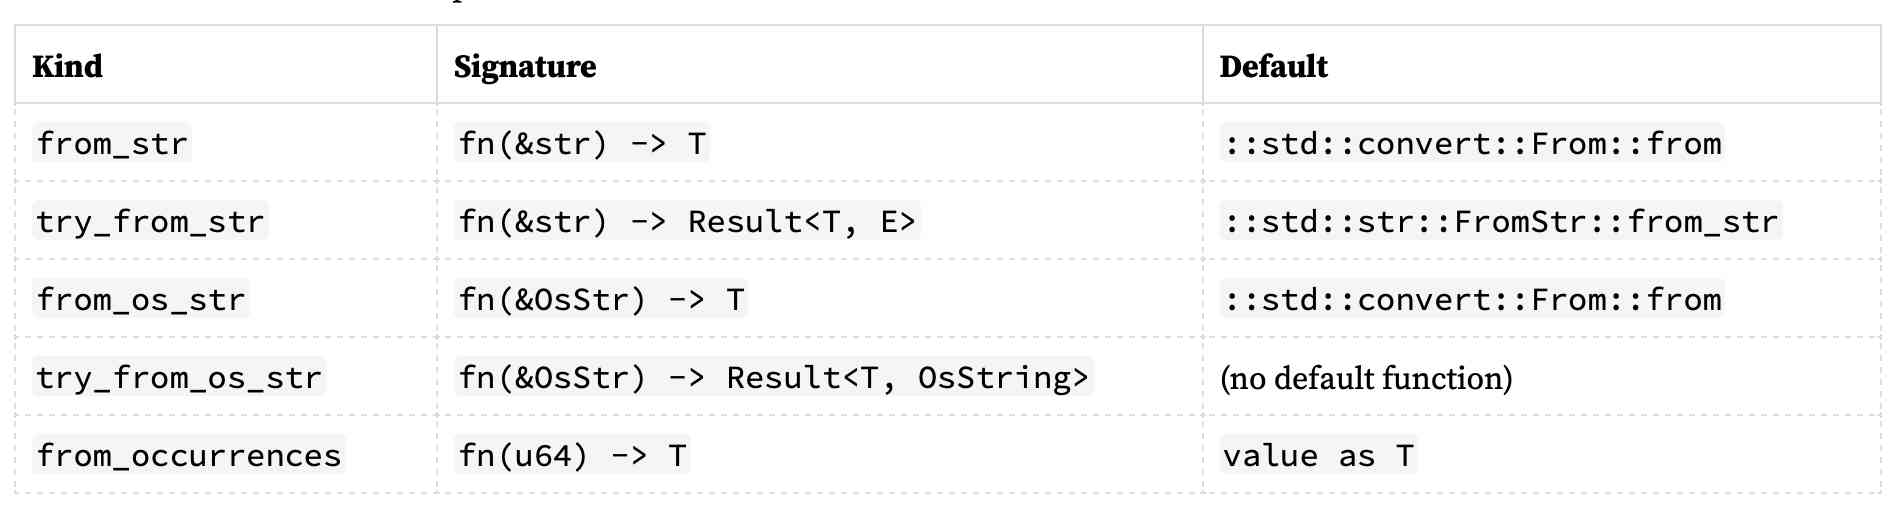 Kind Signature Default
from_str fn(&str) -> T ::std::convert::From::from
try_from_str fn(&str) -> Result<T, E> ::std::str::FromStr::from_str
from_os_str fn(&OsStr) -> T ::std::convert::From::from
try_from_os_str fn(&OsStr) -> Result<T, OsString> (no default function)
from_occurrences fn(u64) -> T value as T